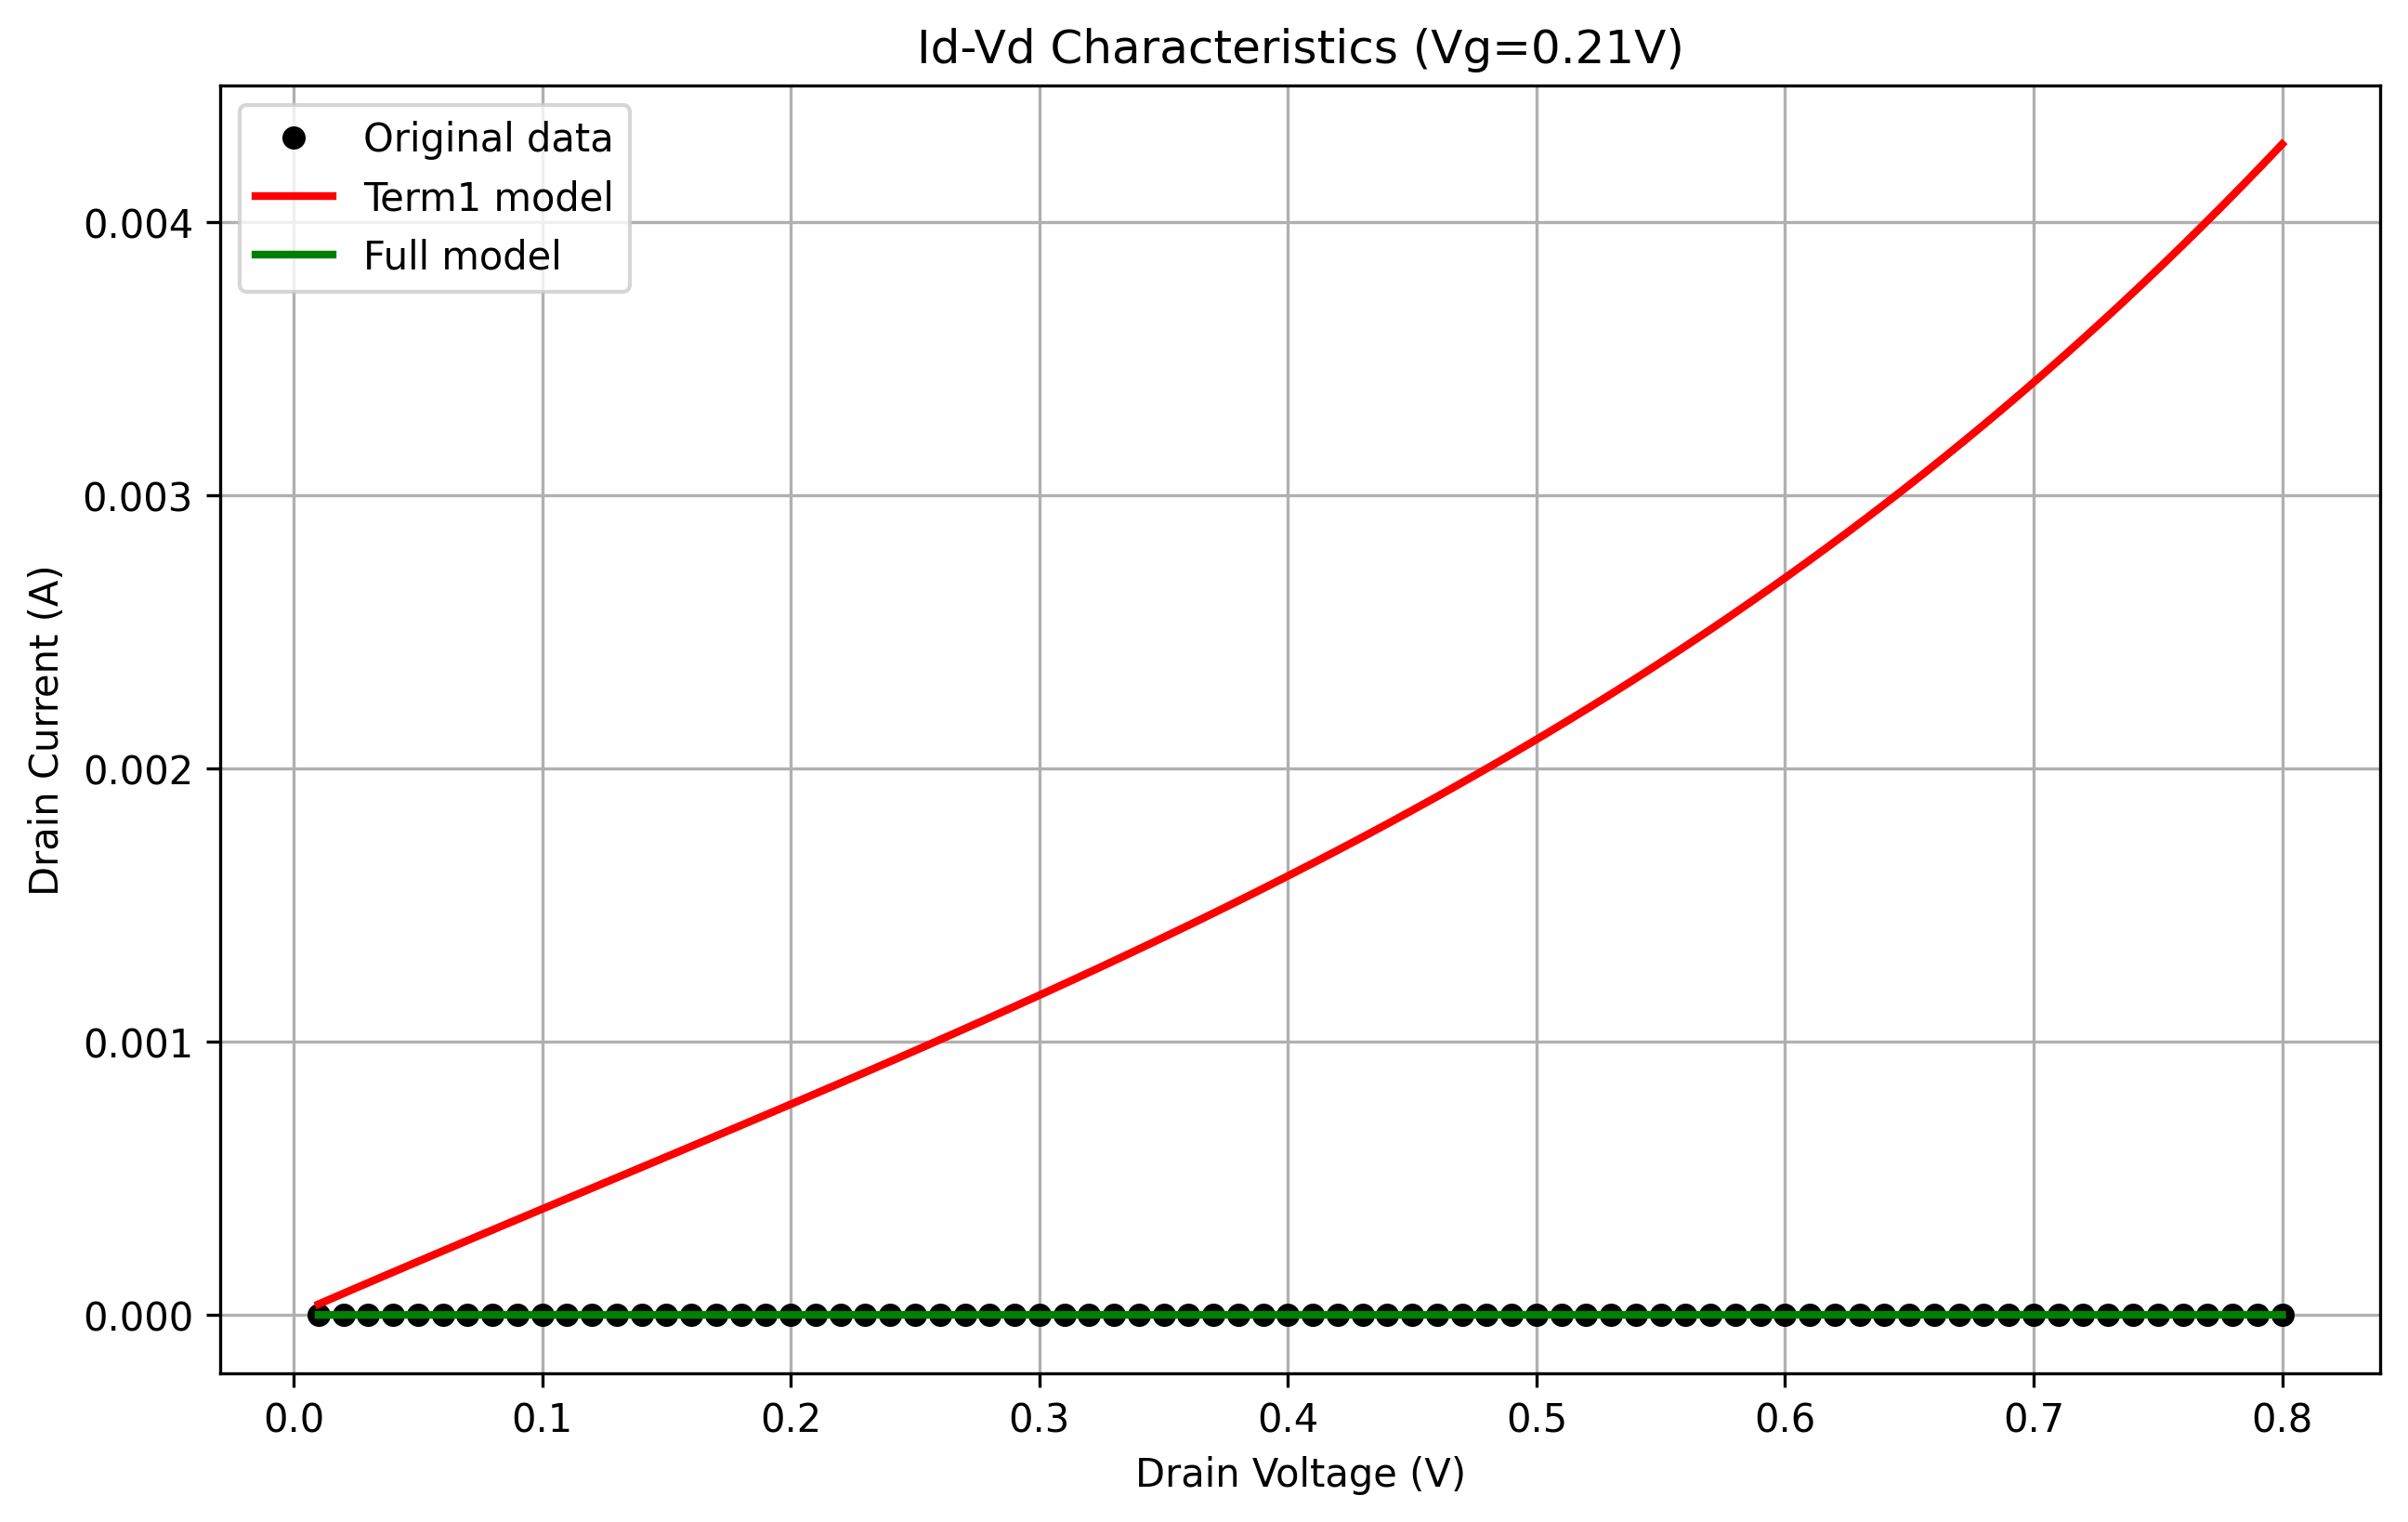 Id-Vd Characteristics (Vg=0.21V)
Original data
Term1 model
Full model
0.004
0.003
0.002
0.001
0.000
Drain Current (A)
0.0 0.1 0.2 0.3 0.4 0.5 0.6 0.7 0.8
Drain Voltage (V)